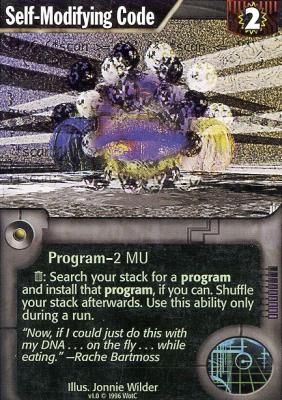 Self-Modifying Code
2
Program–2 MU
: Search your stack for a program
and install that program, if you can. Shuffle
your stack afterwards. Use this ability only
during a run.
"Now, if I could just do this with
my DNA . . . on the fly . . . while
eating." –Rache Bartmoss
Illus. Jonnie Wilder
v1.0 © 1996 WotC